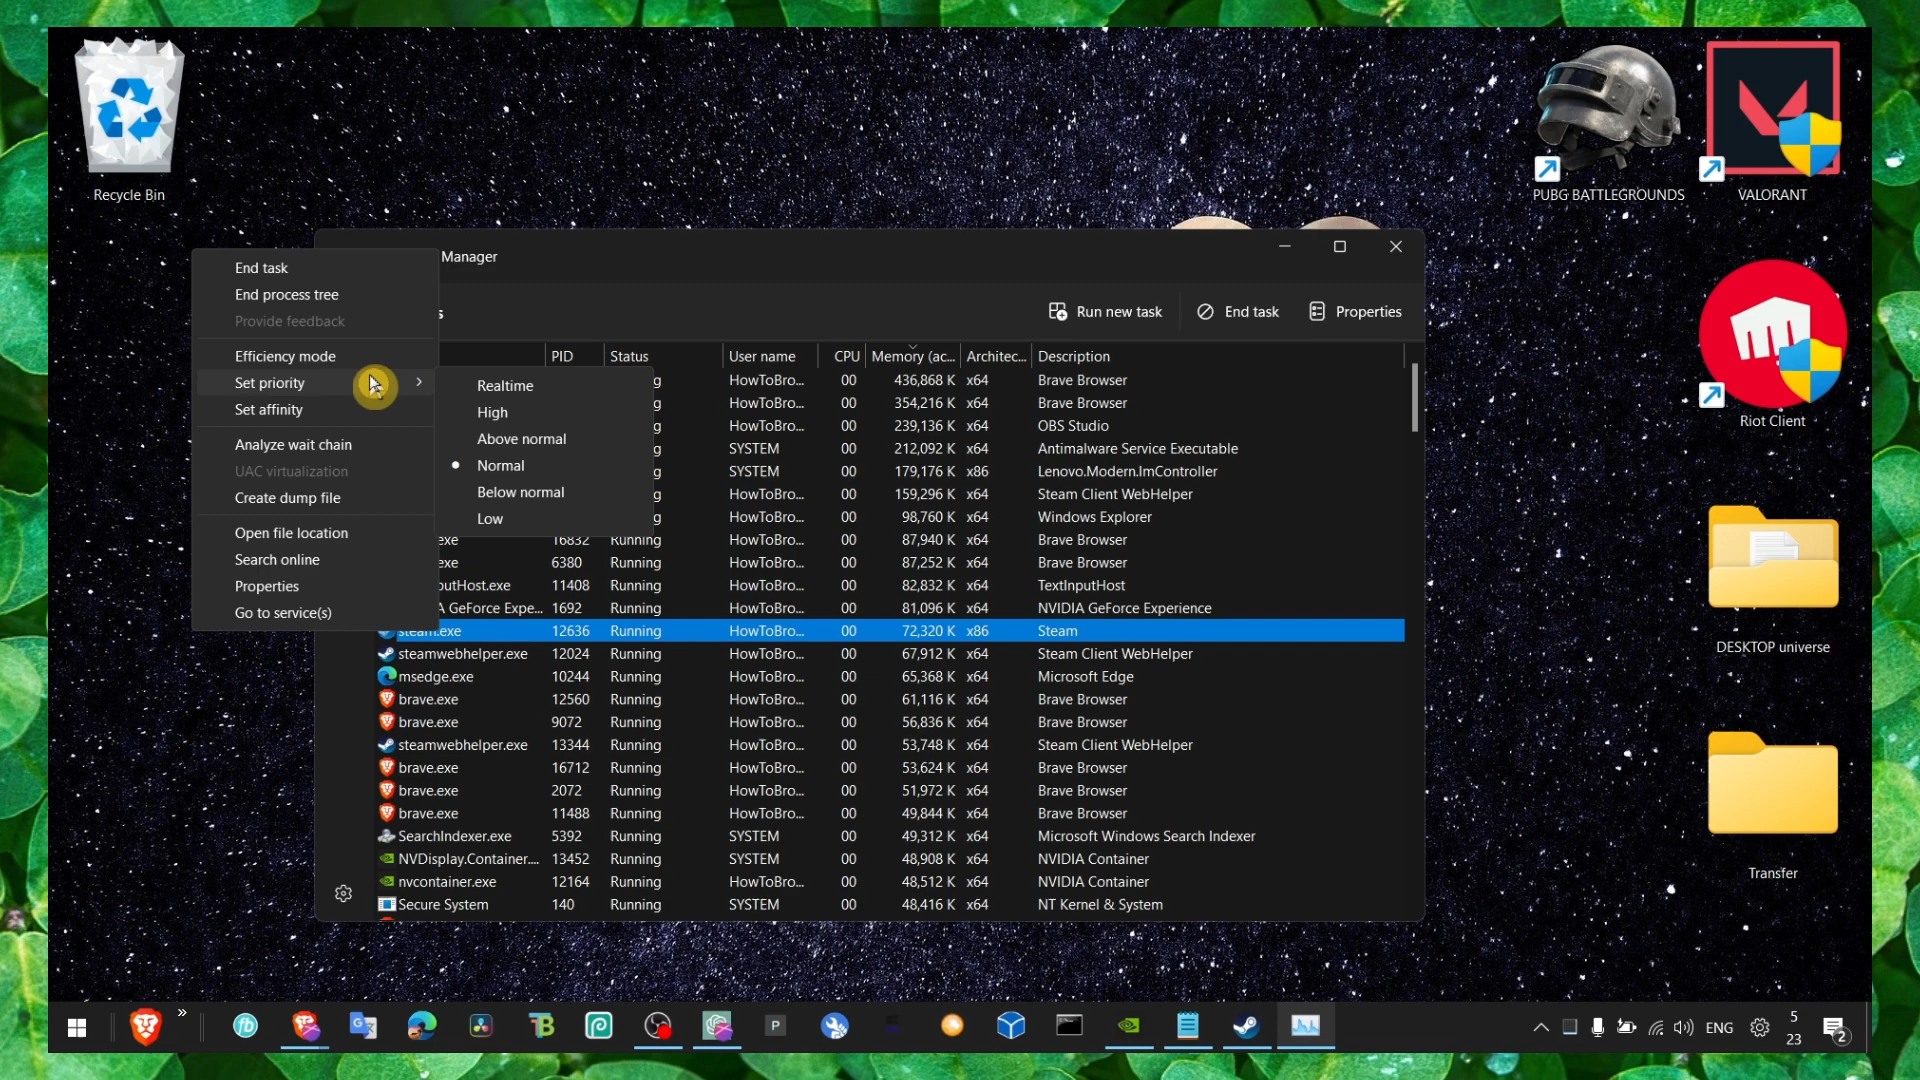 Recycle Bin
PUBG BATTLEGROUNDS
VALORANT
Manager
End task
End process tree
Provide feedback
Efficiency mode
Set priority
Set affinity
Analyze wait chain
UAC virtualization
Create dump file
Open file location
Search online
Properties
Go to service(s)
Realtime
High
Above normal
Normal
Below normal
Low
s
Run new task
End task
Properties
PID Status User name CPU Memory (ac... Architec... Description
g HowToBro... 00 436,868 K x64 Brave Browser
g HowToBro... 00 354,216 K x64 Brave Browser
g HowToBro... 00 239,136 K x64 OBS Studio
g SYSTEM 00 212,092 K x64 Antimalware Service Executable
g SYSTEM 00 179,176 K x86 Lenovo.Modern.ImController
g HowToBro... 00 159,296 K x64 Steam Client WebHelper
g HowToBro... 00 98,760 K x64 Windows Explorer
exe 16832 Running HowToBro... 00 87,940 K x64 Brave Browser
exe 6380 Running HowToBro... 00 87,252 K x64 Brave Browser
outHost.exe 11408 Running HowToBro... 00 82,832 K x64 TextInputHost
A GeForce Expe... 1692 Running HowToBro... 00 81,096 K x64 NVIDIA GeForce Experience
steam.exe 12636 Running HowToBro... 00 72,320 K x86 Steam
steamwebhelper.exe 12024 Running HowToBro... 00 67,912 K x64 Steam Client WebHelper
msedge.exe 10244 Running HowToBro... 00 65,368 K x64 Microsoft Edge
brave.exe 12560 Running HowToBro... 00 61,116 K x64 Brave Browser
brave.exe 9072 Running HowToBro... 00 56,836 K x64 Brave Browser
steamwebhelper.exe 13344 Running HowToBro... 00 53,748 K x64 Steam Client WebHelper
brave.exe 16712 Running HowToBro... 00 53,624 K x64 Brave Browser
brave.exe 2072 Running HowToBro... 00 51,972 K x64 Brave Browser
brave.exe 11488 Running HowToBro... 00 49,844 K x64 Brave Browser
SearchIndexer.exe 5392 Running SYSTEM 00 49,312 K x64 Microsoft Windows Search Indexer
NVDisplay.Container.... 13452 Running SYSTEM 00 48,908 K x64 NVIDIA Container
nvcontainer.exe 12164 Running HowToBro... 00 48,512 K x64 NVIDIA Container
Secure System 140 Running SYSTEM 00 48,416 K x64 NT Kernel & System
Riot Client
DESKTOP universe
Transfer
fb
G
TB
P
ENG
5
23
2